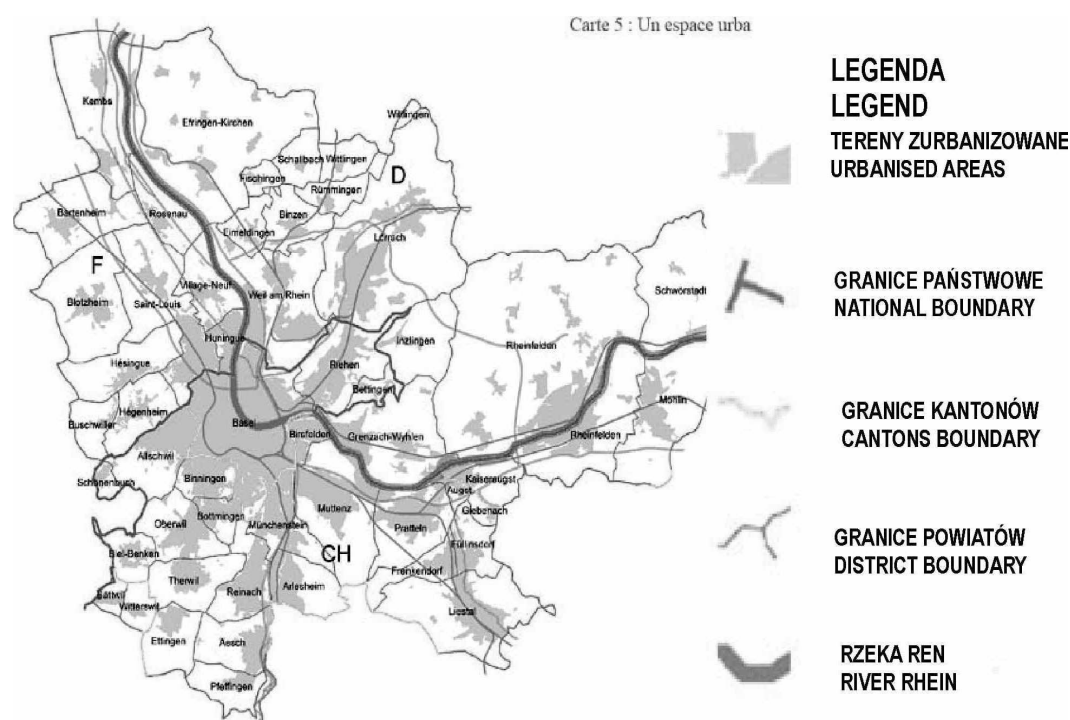 Carte 5 : Un espace urba
LEGENDA
LEGEND
TERENY ZURBANIZOWANE
URBANISED AREAS
GRANICE PAŃSTWOWE
NATIONAL BOUNDARY
GRANICE KANTONÓW
CANTONS BOUNDARY
GRANICE POWIATÓW
DISTRICT BOUNDARY
RZEKA REN
RIVER RHEIN
Kembs
Efringen-Kirchen
Wittlingen
Schallbach Wittlingen
Fischingen
D
Rümmingen
Bartenheim
Rosenau
Binzen
Eimeldingen
Lörrach
F
Village-Neuf
Blotzheim
Saint-Louis
Weil am Rhein
Schwörstadt
Huningue
Inzlingen
Rheinfelden
Hésingue
Riehen
Bettingen
Hégenheim
Möhlin
Buschwiller
Basel
Birsfelden
Grenzach-Wyhlen
Rheinfelden
Allschwil
Schönenbuch
Binningen
Kaiseraugst
Augst
Muttenz
Giebenach
Oberwil
Bottmingen
Münchenstein
Pratteln
Füllinsdorf
Biel-Benken
CH
Therwil
Frenkendorf
Bättwil
Reinach
Arlesheim
Witterswil
Liestal
Ettingen
Aesch
Pfeffingen